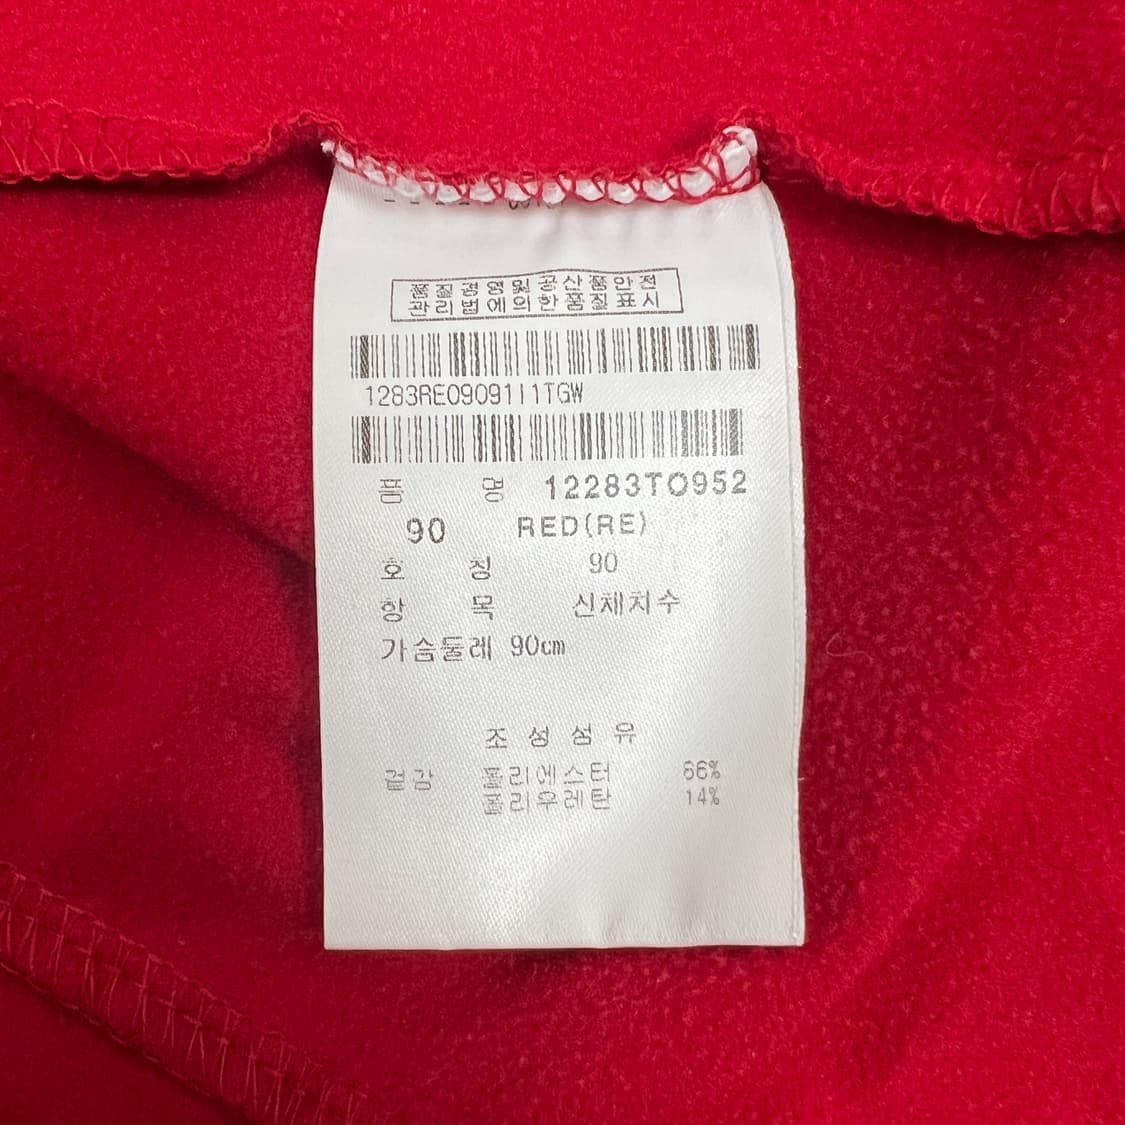 품질경영및공산품안전
관리법에의한품질표시
1283RE09091I1TGW
품 명 12283TO952
90 RED(RE)
호 칭 90
항 목 신체치수
가슴둘레 90cm
조성섬유
겉감 폴리에스터 86%
폴리우레탄 14%